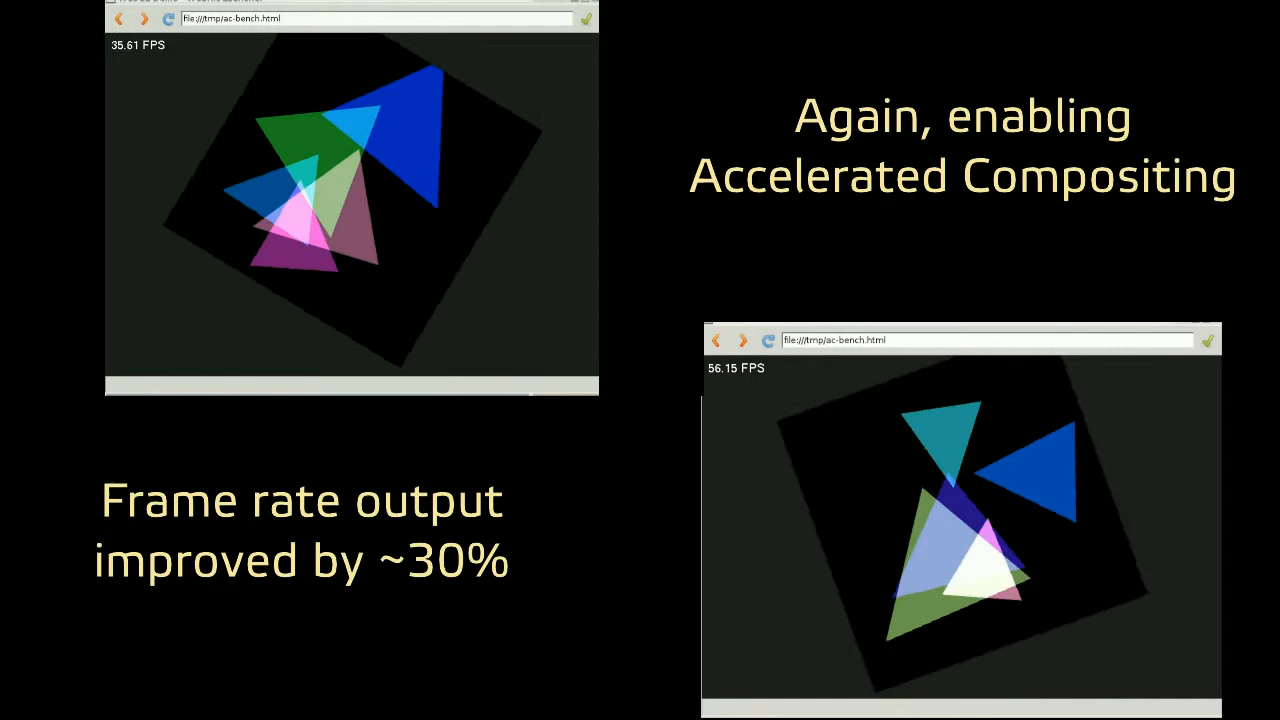 file:///tmp/ac-bench.html
35.61 FPS
Again, enabling
Accelerated Compositing
file:///tmp/ac-bench.html
56.15 FPS
Frame rate output
improved by ~30%